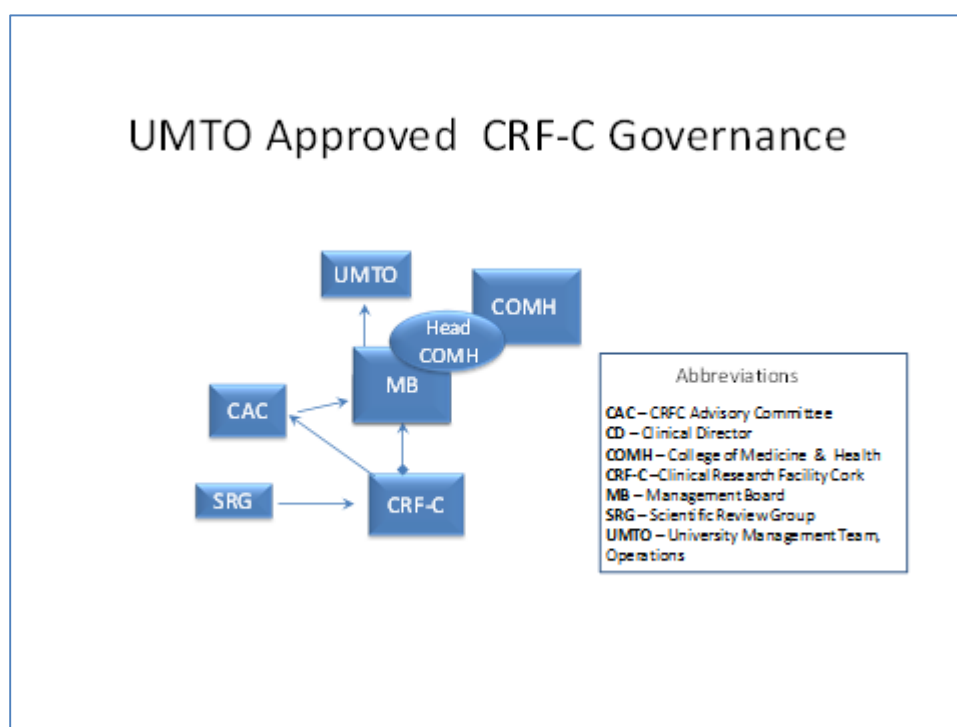 UMTO Approved CRF-C Governance
UMTO
COMH
Head
COMH
MB
CAC
SRG
CRF-C
Abbreviations
CAC – CRFC Advisory Committee
CD – Clinical Director
COMH – College of Medicine & Health
CRF-C –Clinical Research Facility Cork
MB – Management Board
SRG – Scientific Review Group
UMTO – University Management Team,
Operations